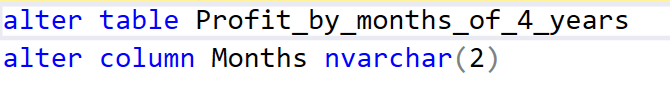 alter table Profit_by_months_of_4_years
alter column Months nvarchar(2)